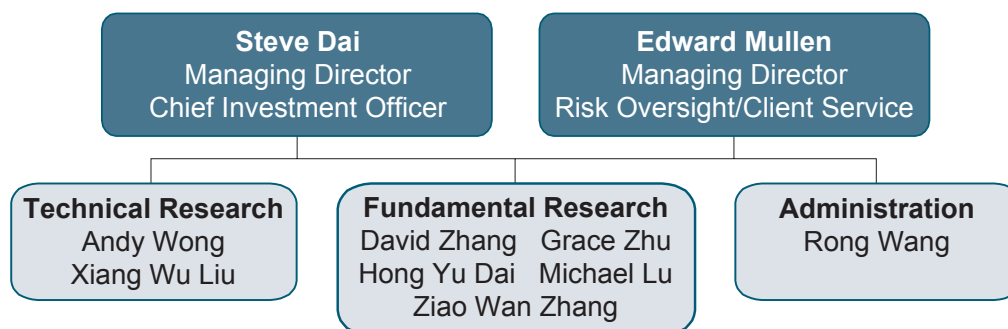 Steve Dai
Managing Director
Chief Investment Officer
Edward Mullen
Managing Director
Risk Oversight/Client Service
Technical Research
Andy Wong
Xiang Wu Liu
Fundamental Research
David Zhang Grace Zhu
Hong Yu Dai Michael Lu
Ziao Wan Zhang
Administration
Rong Wang